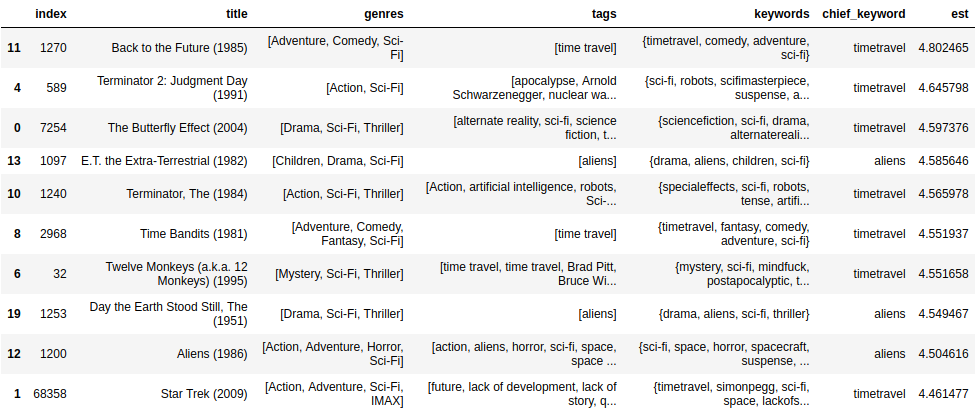 index title genres tags keywords chief_keyword est
11 1270 Back to the Future (1985) [Adventure, Comedy, Sci-Fi] [time travel] {timetravel, comedy, adventure, sci-fi} timetravel 4.802465
4 589 Terminator 2: Judgment Day (1991) [Action, Sci-Fi] [apocalypse, Arnold Schwarzenegger, nuclear wa... {sci-fi, robots, scifimasterpiece, suspense, a... timetravel 4.645798
0 7254 The Butterfly Effect (2004) [Drama, Sci-Fi, Thriller] [alternate reality, sci-fi, science fiction, t... {sciencefiction, sci-fi, drama, alternatereali... timetravel 4.597376
13 1097 E.T. the Extra-Terrestrial (1982) [Children, Drama, Sci-Fi] [aliens] {drama, aliens, children, sci-fi} aliens 4.585646
10 1240 Terminator, The (1984) [Action, Sci-Fi, Thriller] [Action, artificial intelligence, robots, Sci-... {specialeffects, sci-fi, robots, tense, artifi... timetravel 4.565978
8 2968 Time Bandits (1981) [Adventure, Comedy, Fantasy, Sci-Fi] [time travel] {timetravel, fantasy, comedy, adventure, sci-fi} timetravel 4.551937
6 32 Twelve Monkeys (a.k.a. 12 Monkeys) (1995) [Mystery, Sci-Fi, Thriller] [time travel, time travel, Brad Pitt, Bruce Wi... {mystery, sci-fi, mindfuck, postapocalyptic, t... timetravel 4.551658
19 1253 Day the Earth Stood Still, The (1951) [Drama, Sci-Fi, Thriller] [aliens] {drama, aliens, sci-fi, thriller} aliens 4.549467
12 1200 Aliens (1986) [Action, Adventure, Horror, Sci-Fi] [action, aliens, horror, sci-fi, space, space ... {sci-fi, space, horror, spacecraft, suspense, ... aliens 4.504616
1 68358 Star Trek (2009) [Action, Adventure, Sci-Fi, IMAX] [future, lack of development, lack of story, q... {timetravel, simonpegg, sci-fi, space, lackofs... timetravel 4.461477